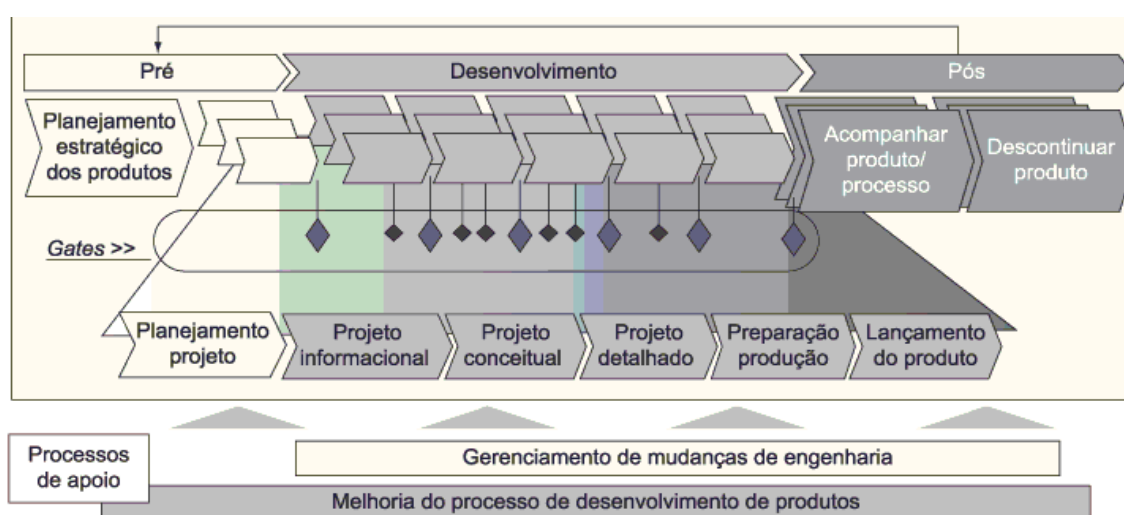 Pré
Desenvolvimento
Pós
Planejamento
estratégico
dos produtos
Acompanhar
produto/
processo
Descontinuar
produto
Gates >>
Planejamento
projeto
Projeto
informacional
Projeto
conceitual
Projeto
detalhado
Preparação
produção
Lançamento
do produto
Processos
de apoio
Gerenciamento de mudanças de engenharia
Melhoria do processo de desenvolvimento de produtos